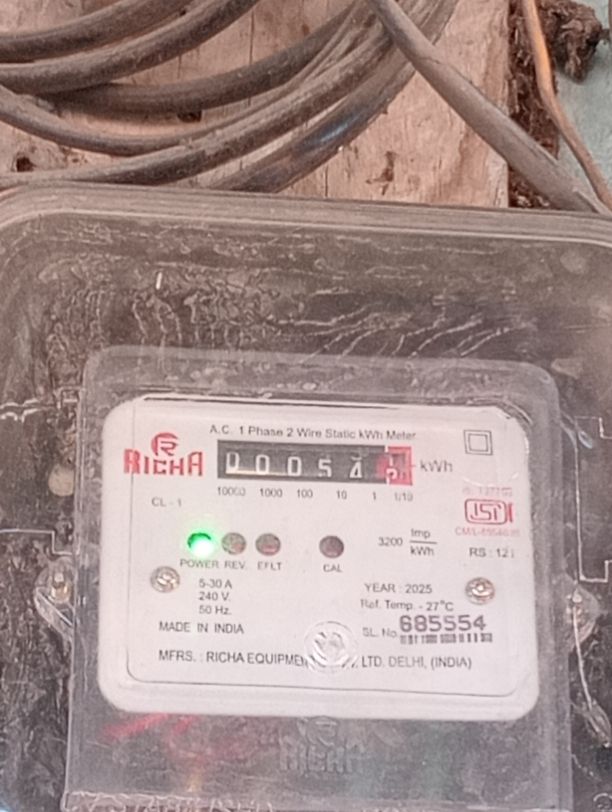 A.C. 1 Phase 2 Wire Static kWh Meter
RICHA
00054 kWh
10000 1000 100 10 1 1/10
CL - 1
ISI
3200 Imp/kWh
RS : 121
POWER REV. EFLT CAL
5-30 A
240 V.
50 Hz.
YEAR : 2025
Ref. Temp. - 27°C
MADE IN INDIA
SL. No. 685554
MFRS. : RICHA LTD. DELHI, (INDIA)
RICHA